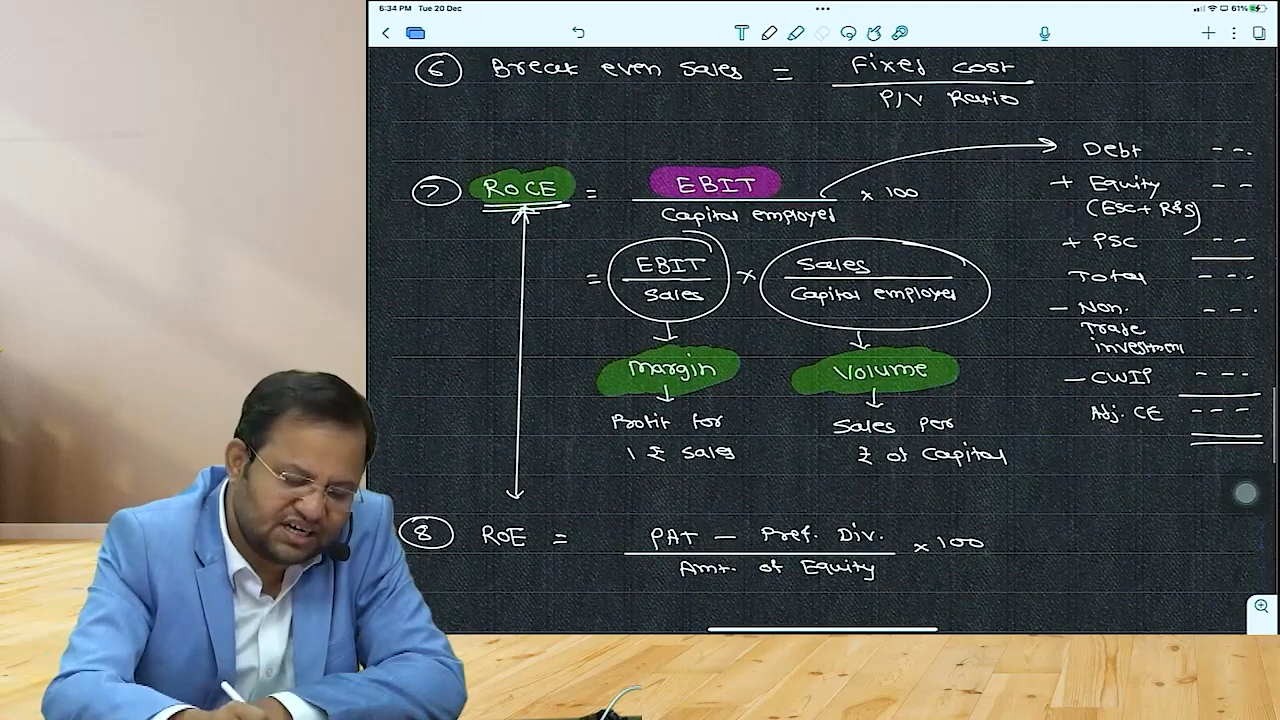 6:34 PM Tue 20 Dec
61%
6 Break even Sales = Fixed Cost
P/V Ratio
7 ROCE = EBIT × 100
Capital employed
= EBIT × Sales
Sales Capital employed
Margin Volume
Profit for Sales per
1 ₹ Sales ₹ of Capital
8 ROE = PAT - Pref. Div. × 100
Amt. of Equity
Debt ---
+ Equity --
(ESC + R&S)
+ PSC --
Total ---
- Non. ---
Trade
investment
- CWIP ---
Adj. CE ---